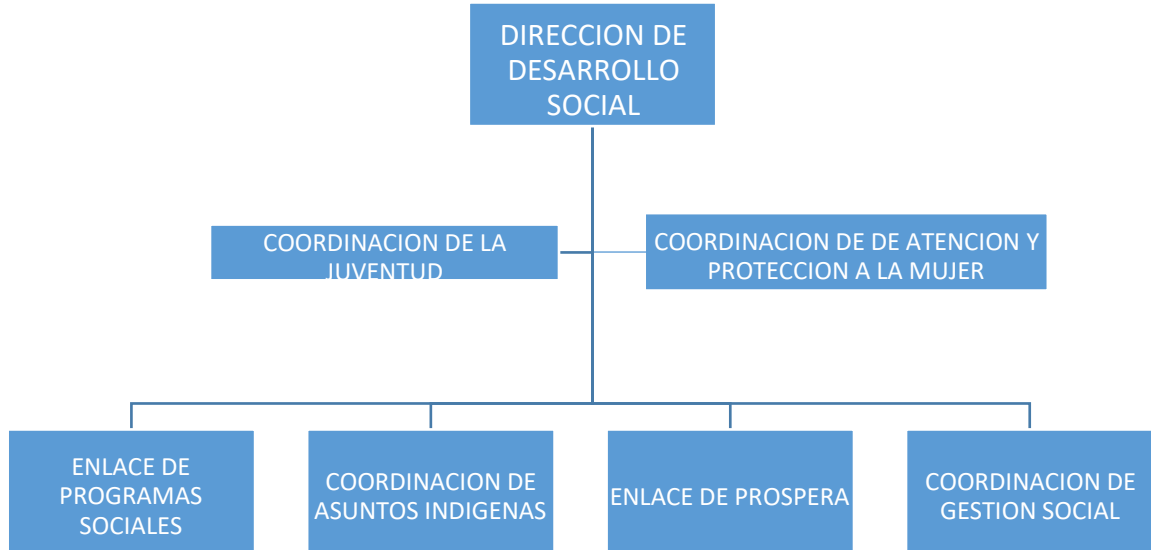 DIRECCION DE
DESARROLLO
SOCIAL
COORDINACION DE LA
JUVENTUD
COORDINACION DE DE ATENCION Y
PROTECCION A LA MUJER
ENLACE DE
PROGRAMAS
SOCIALES
COORDINACION DE
ASUNTOS INDIGENAS
ENLACE DE PROSPERA
COORDINACION DE
GESTION SOCIAL